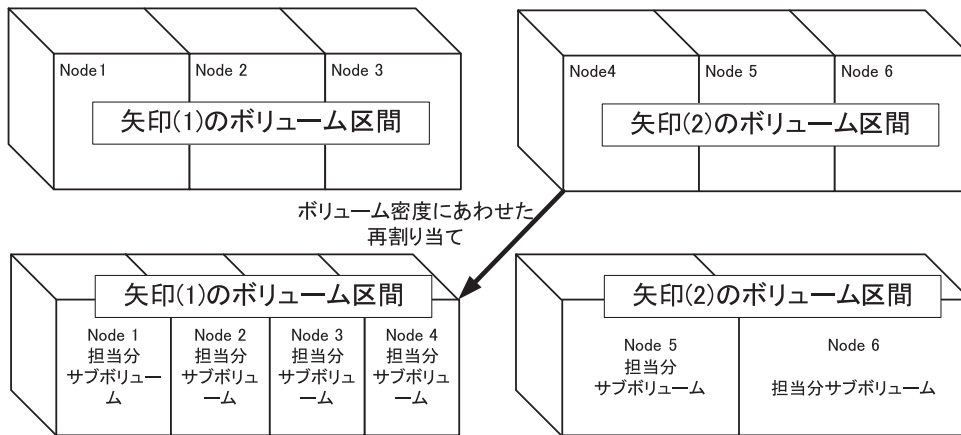 Node1
Node 2
Node 3
矢印(1)のボリューム区間
Node4
Node 5
Node 6
矢印(2)のボリューム区間
ボリューム密度にあわせた
再割り当て
矢印(1)のボリューム区間
Node 1
担当分
サブボリュー
ム
Node 2
担当分
サブボリュ
ーム
Node 3
担当分
サブボリュ
ーム
Node 4
担当分
サブボリュ
ーム
矢印(2)のボリューム区間
Node 5
担当分
サブボリューム
Node 6
担当分サブボリューム